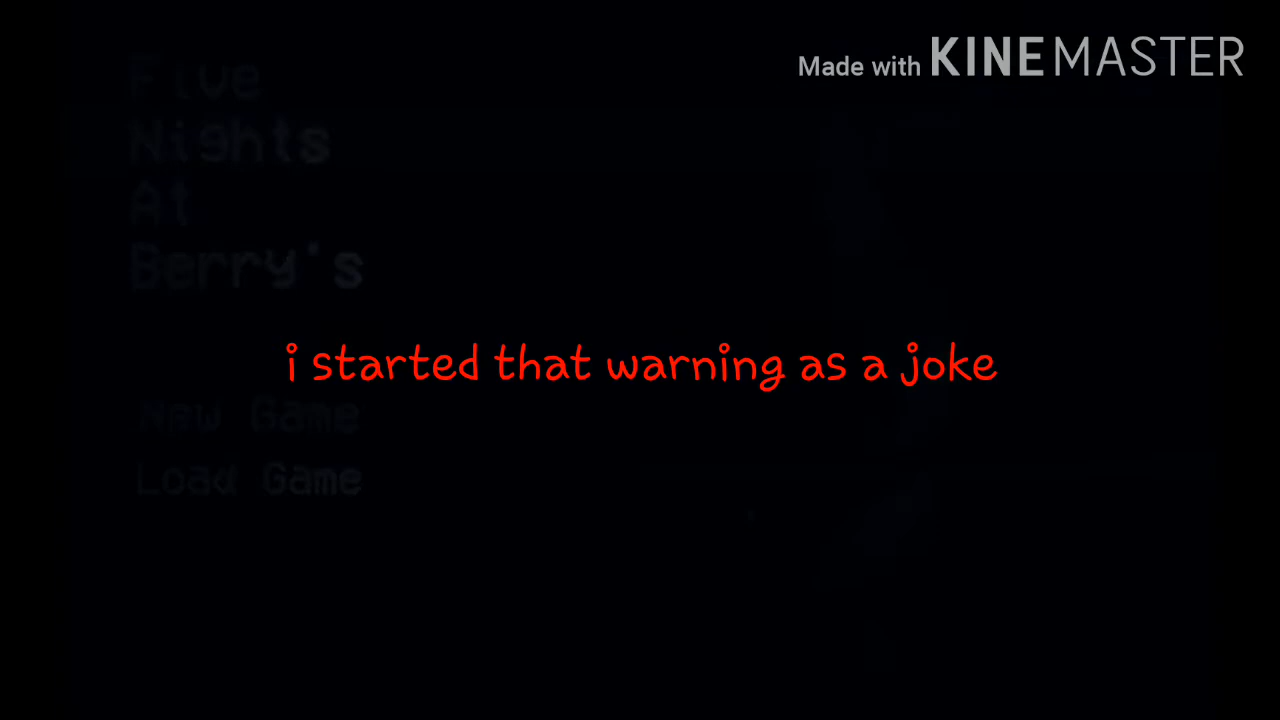 Made with KINEMASTER
Five
Nights
At
Berry's
i started that warning as a joke
New Game
Load Game